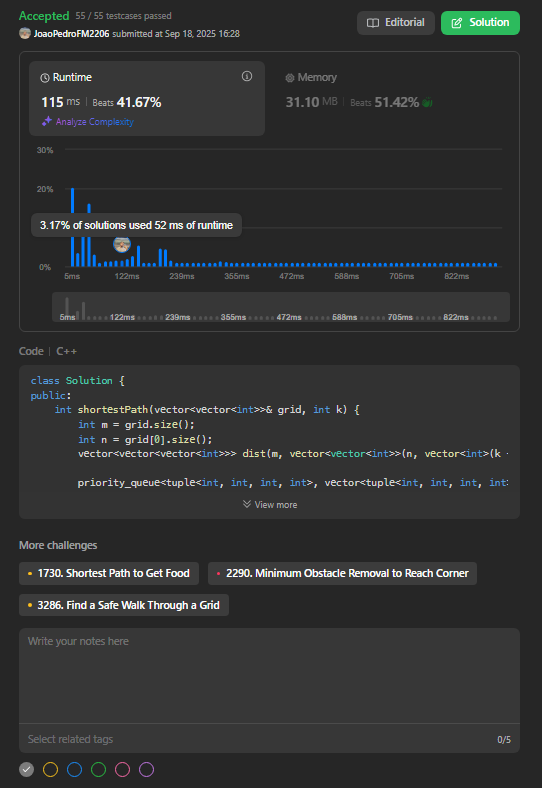 Accepted 55 / 55 testcases passed
JoaoPedroFM2206 submitted at Sep 18, 2025 16:28
Editorial
Solution
Runtime
115 ms | Beats 41.67%
Analyze Complexity
Memory
31.10 MB | Beats 51.42%
30%
20%
3.17% of solutions used 52 ms of runtime
0%
5ms 122ms 239ms 355ms 472ms 588ms 705ms 822ms
5ms 122ms 239ms 355ms 472ms 588ms 705ms 822ms
Code | C++
class Solution {
public:
    int shortestPath(vector<vector<int>>& grid, int k) {
        int m = grid.size();
        int n = grid[0].size();
        vector<vector<vector<int>>> dist(m, vector<vector<int>>(n, vector<int>(k
        priority_queue<tuple<int, int, int, int>, vector<tuple<int, int, int, int>
View more
More challenges
1730. Shortest Path to Get Food
2290. Minimum Obstacle Removal to Reach Corner
3286. Find a Safe Walk Through a Grid
Write your notes here
Select related tags
0/5